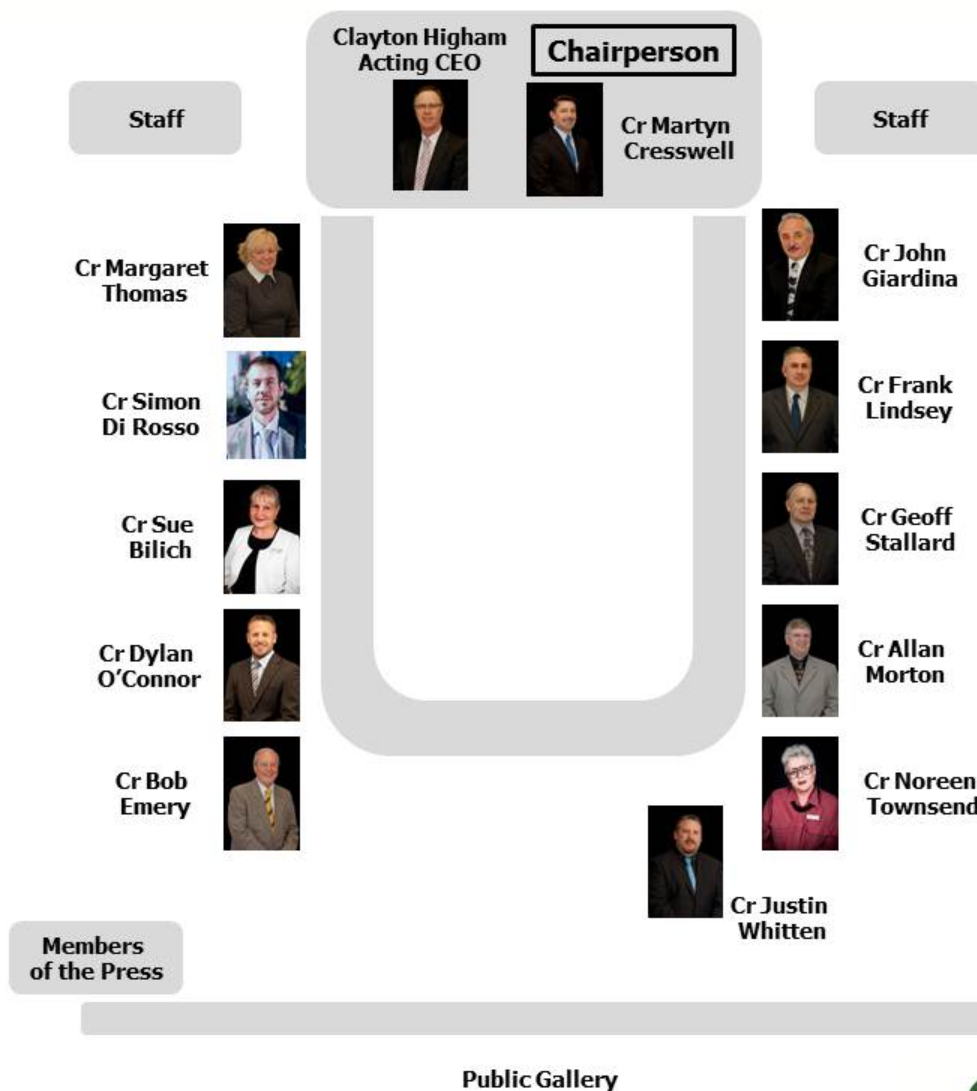 Clayton Higham
Acting CEO
Chairperson
Cr Martyn
Cresswell
Staff
Staff
Cr Margaret
Thomas
Cr John
Giardina
Cr Simon
Di Rosso
Cr Frank
Lindsey
Cr Sue
Bilich
Cr Geoff
Stallard
Cr Dylan
O'Connor
Cr Allan
Morton
Cr Bob
Emery
Cr Noreen
Townsend
Cr Justin
Whitten
Members
of the Press
Public Gallery